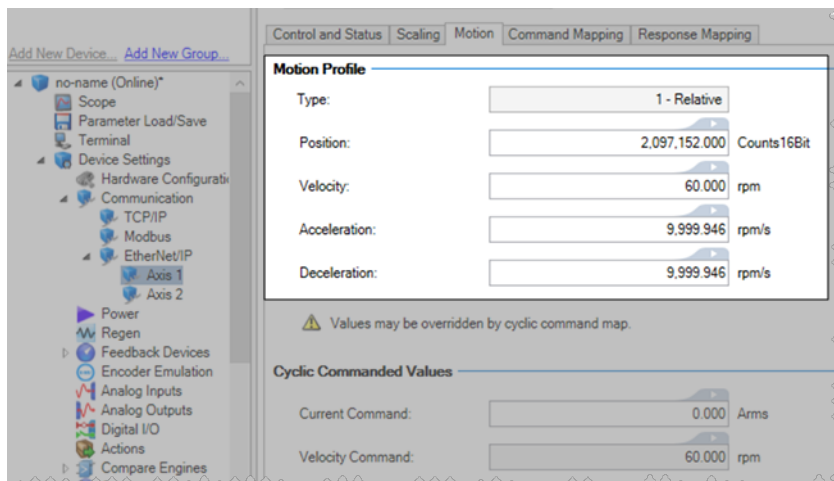 Add New Device... Add New Group...
no-name (Online)*
Scope
Parameter Load/Save
Terminal
Device Settings
Hardware Configurati
Communication
TCP/IP
Modbus
EtherNet/IP
Axis 1
Axis 2
Power
Regen
Feedback Devices
Encoder Emulation
Analog Inputs
Analog Outputs
Digital I/O
Actions
Compare Engines
Control and Status Scaling Motion Command Mapping Response Mapping
Motion Profile
Type: 1 - Relative
Position: 2,097,152.000 Counts16Bit
Velocity: 60.000 rpm
Acceleration: 9,999.946 rpm/s
Deceleration: 9,999.946 rpm/s
Values may be overridden by cyclic command map.
Cyclic Commanded Values
Current Command: 0.000 Arms
Velocity Command: 60.000 rpm